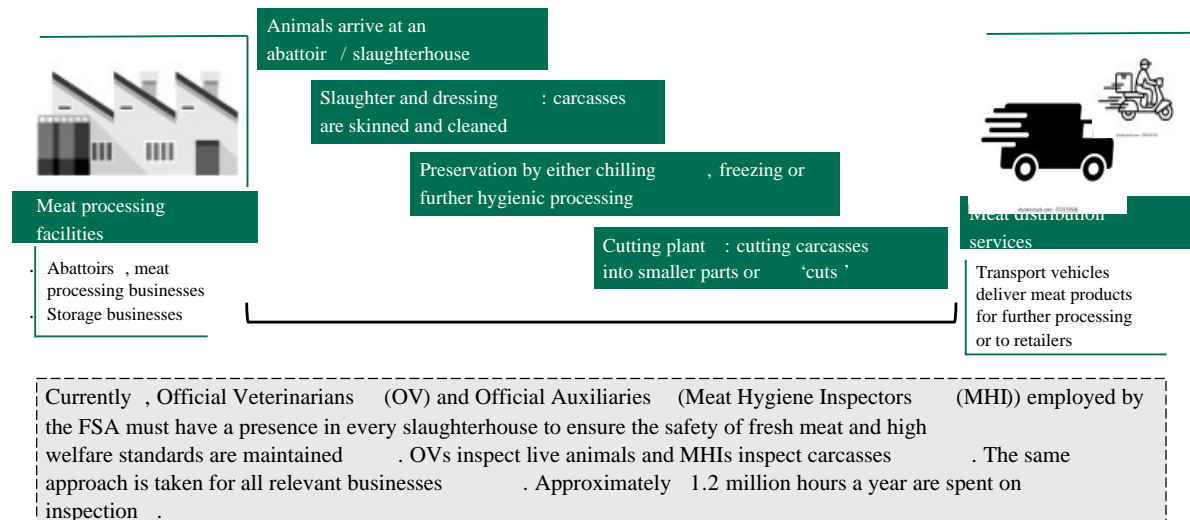 Animals arrive at an
abattoir / slaughterhouse
Slaughter and dressing : carcasses
are skinned and cleaned
Preservation by either chilling , freezing or
further hygienic processing
Cutting plant : cutting carcasses
into smaller parts or ‘cuts ’
Meat processing
facilities
. Abattoirs , meat
processing businesses
. Storage businesses
Meat distribution
services
Transport vehicles
deliver meat products
for further processing
or to retailers
Currently , Official Veterinarians (OV) and Official Auxiliaries (Meat Hygiene Inspectors (MHI)) employed by
the FSA must have a presence in every slaughterhouse to ensure the safety of fresh meat and high
welfare standards are maintained . OVs inspect live animals and MHIs inspect carcasses . The same
approach is taken for all relevant businesses . Approximately 1.2 million hours a year are spent on
inspection .